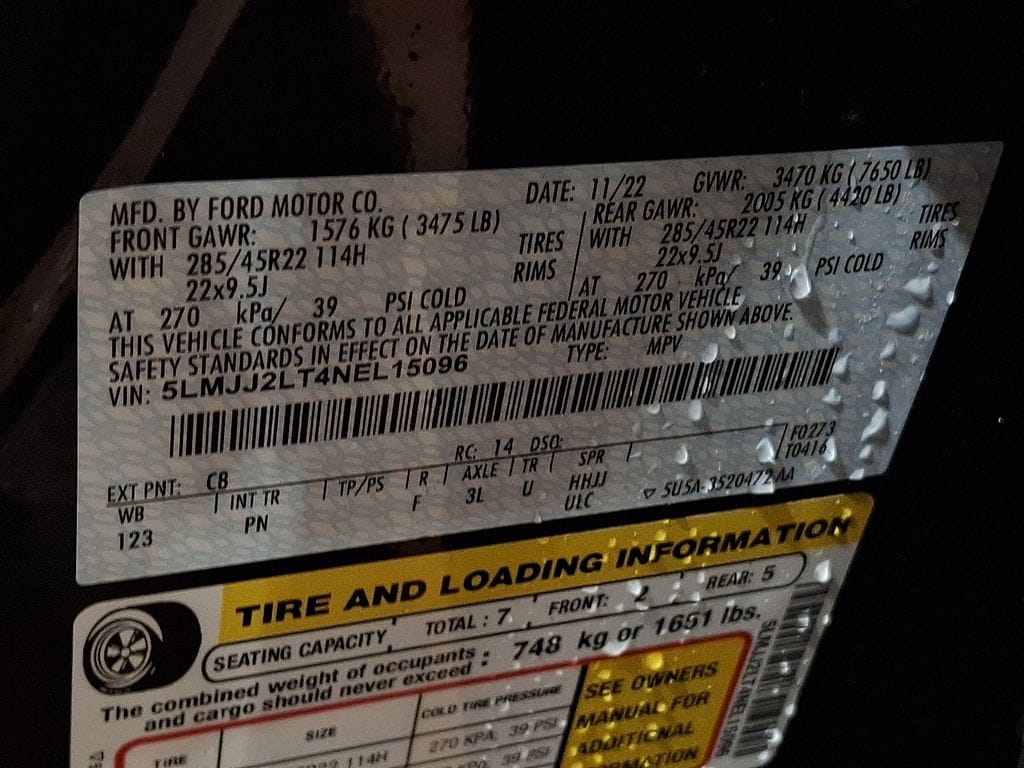 MFD. BY FORD MOTOR CO. DATE: 11/22 GVWR: 3470 KG ( 7650 LB)
FRONT GAWR: 1576 KG ( 3475 LB) REAR GAWR: 2005 KG ( 4420 LB)
WITH 285/45R22 114H TIRES WITH 285/45R22 114H TIRES
22x9.5J RIMS 22x9.5J RIMS
AT 270 kPa/ 39 PSI COLD AT 270 kPa/ 39 PSI COLD
THIS VEHICLE CONFORMS TO ALL APPLICABLE FEDERAL MOTOR VEHICLE
SAFETY STANDARDS IN EFFECT ON THE DATE OF MANUFACTURE SHOWN ABOVE.
VIN: 5LMJJ2LT4NEL15096 TYPE: MPV
EXT PNT: C8 RC: 14 DSO: F0273
WB INT TR TP/PS R AXLE TR SPR T0416
123 PN F 3L U HHJJ
ULC ▽ 5U5A-3520472-AA
TIRE AND LOADING INFORMATION
SEATING CAPACITY TOTAL : 7 FRONT: 2 REAR: 5
The combined weight of occupants : 748 kg or 1651 lbs.
and cargo should never exceed
TIRE SIZE COLD TIRE PRESSURE SEE OWNERS
114H 270 KPA, 39 PSI MANUAL FOR
39 PSI ADDITIONAL